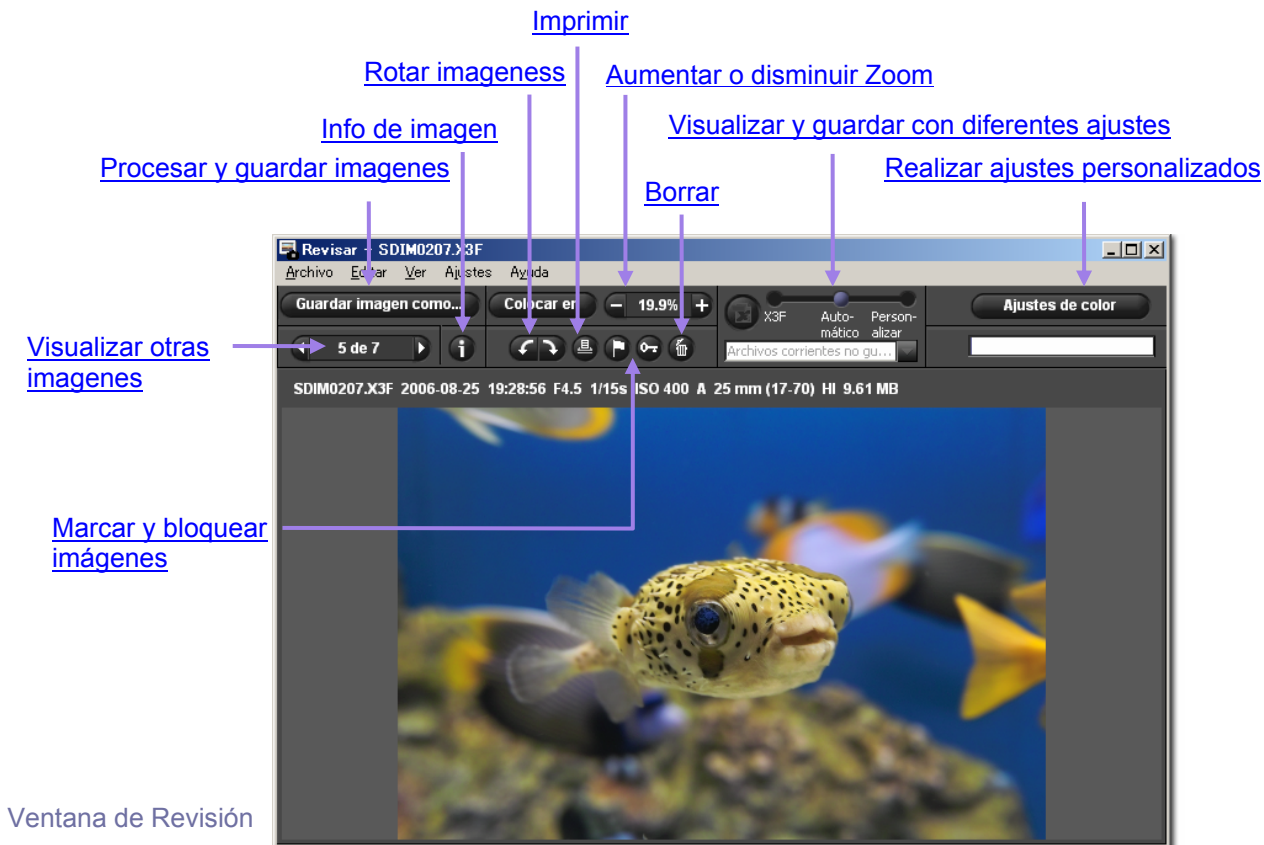 Imprimir
Rotar imageness
Aumentar o disminuir Zoom
Info de imagen
Visualizar y guardar con diferentes ajustes
Procesar y guardar imagenes
Realizar ajustes personalizados
Borrar
Revisar - SDIM0207.X3F
Archivo Editar Ver Ajustes Ayuda
Guardar imagen como...
Colocar en
19.9%
X3F
Auto-
mático
Person-
alizar
Ajustes de color
Visualizar otras
imagenes
5 de 7
Archivos corrientes no gu...
SDIM0207.X3F 2006-08-25 19:28:56 F4.5 1/15s ISO 400 A 25 mm (17-70) HI 9.61 MB
Marcar y bloquear
imágenes
Ventana de Revisión